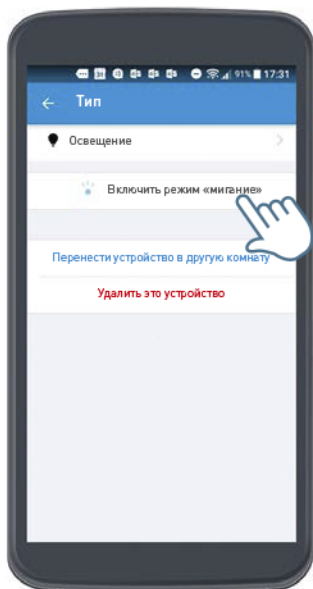 91% 17:31
← Тип
Освещение >
Включить режим «мигание»
Перенести устройство в другую комнату
Удалить это устройство